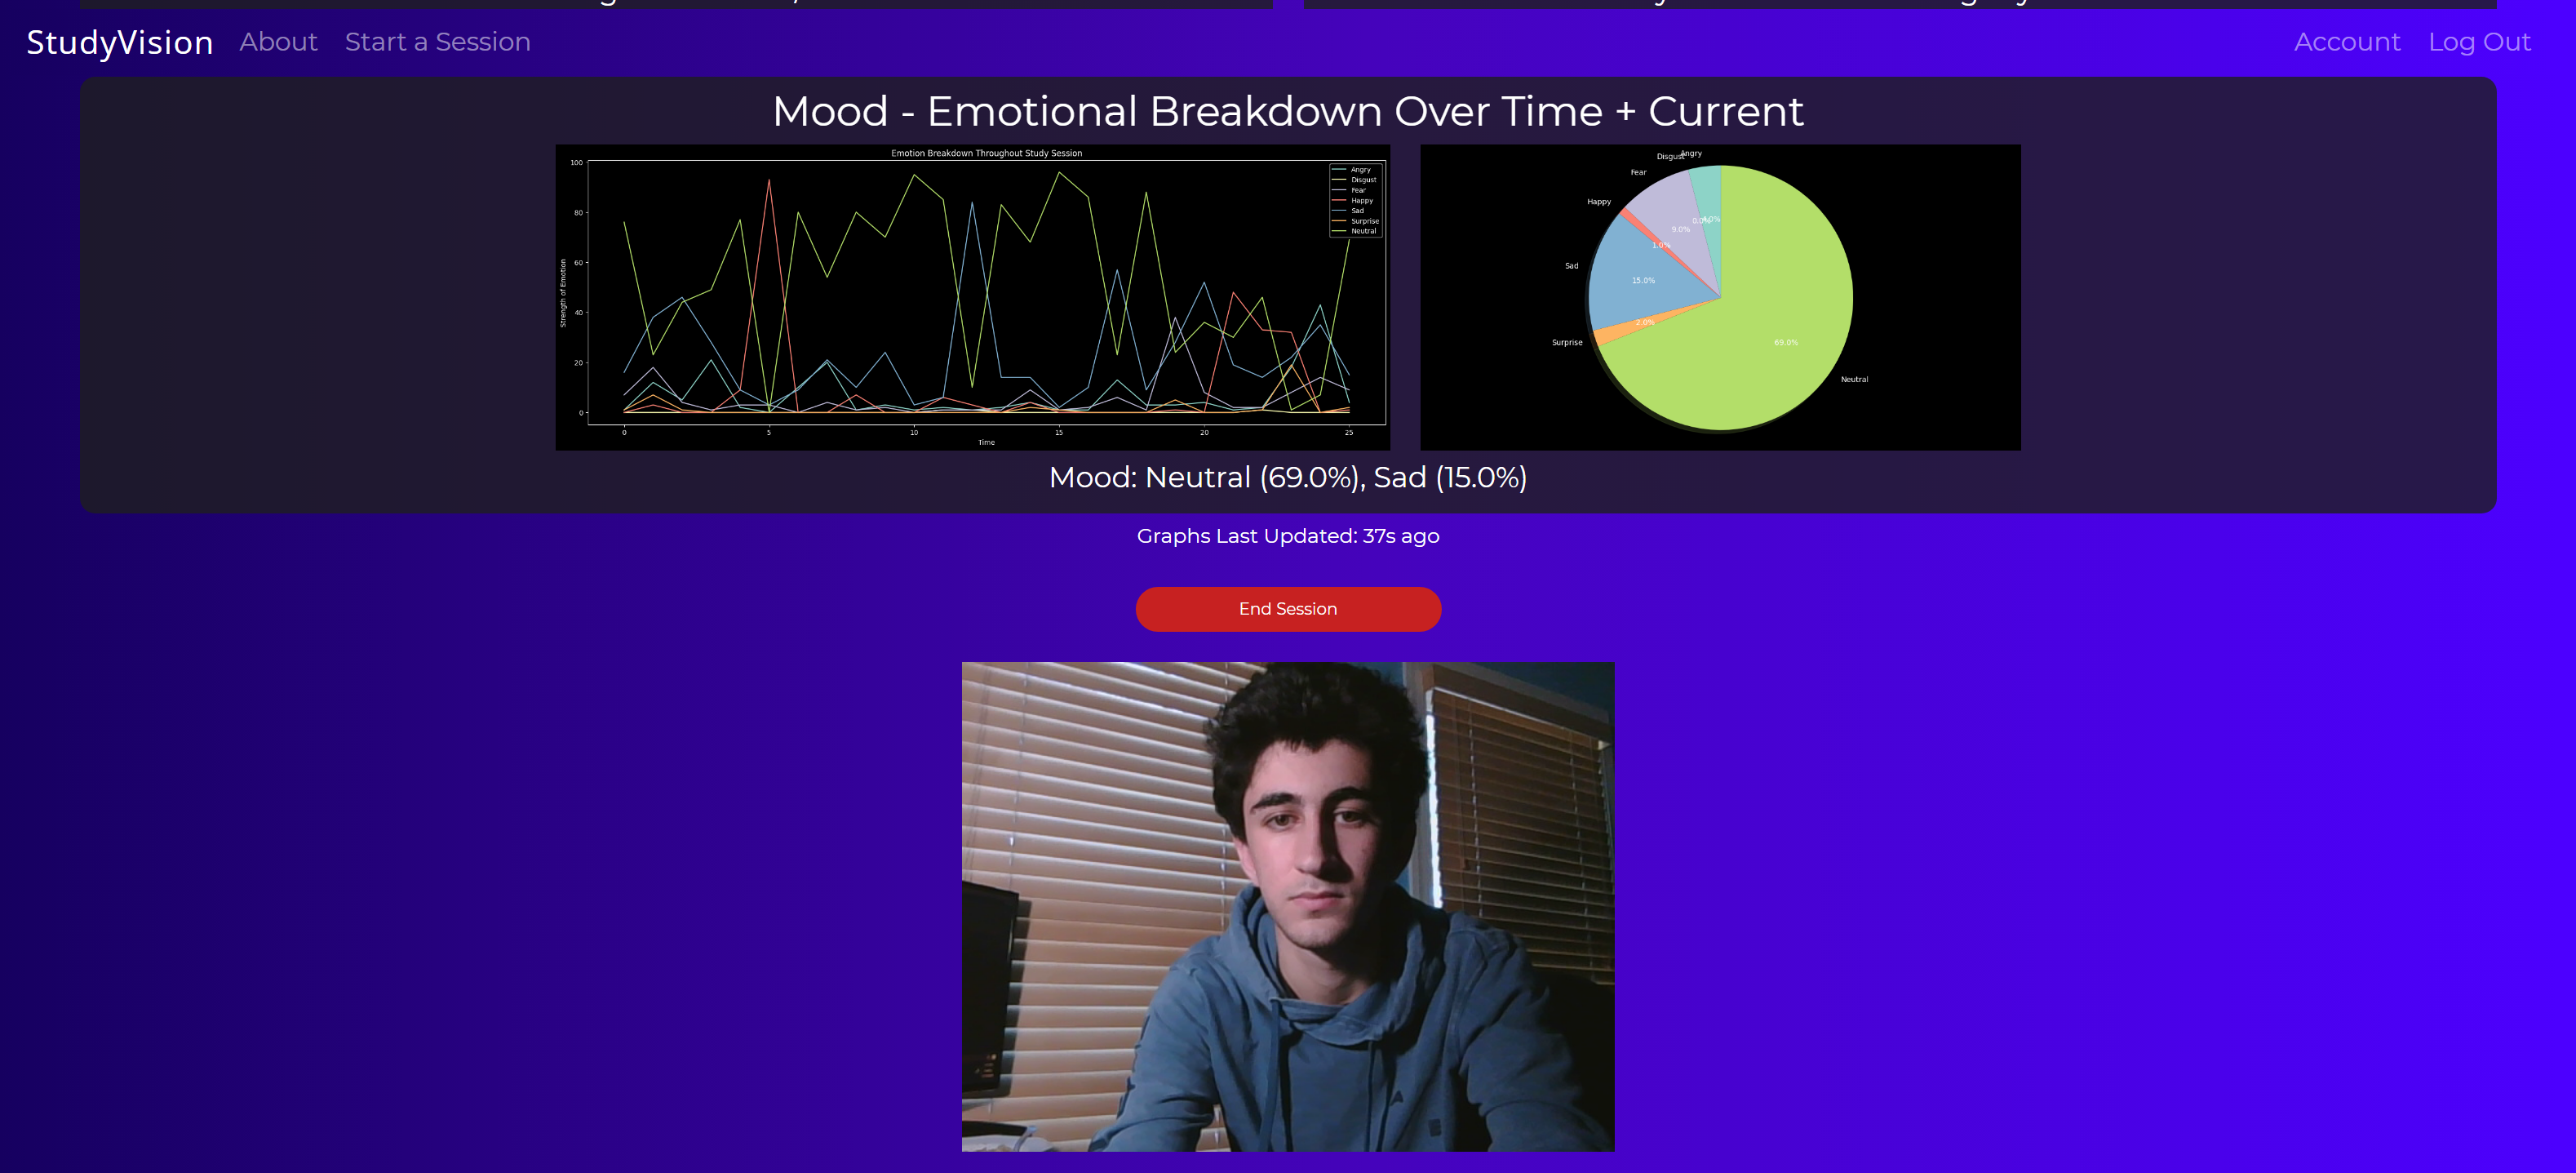 StudyVision About Start a Session Account Log Out
Mood - Emotional Breakdown Over Time + Current
Emotion Breakdown Throughout Study Session
100
80
60
40
20
0
Strength of Emotion
0 5 10 15 20 25
Time
Angry
Disgust
Fear
Happy
Sad
Surprise
Neutral
Angry
Disgust
Fear
Happy
Sad
Surprise
Neutral
0.0%
9.0%
1.0%
15.0%
2.0%
69.0%
Mood: Neutral (69.0%), Sad (15.0%)
Graphs Last Updated: 37s ago
End Session